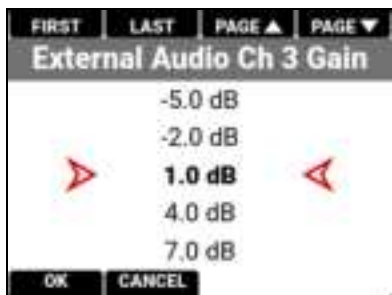 FIRST LAST PAGE ▲ PAGE ▼
External Audio Ch 3 Gain
-5.0 dB
-2.0 dB
1.0 dB
4.0 dB
7.0 dB
OK CANCEL